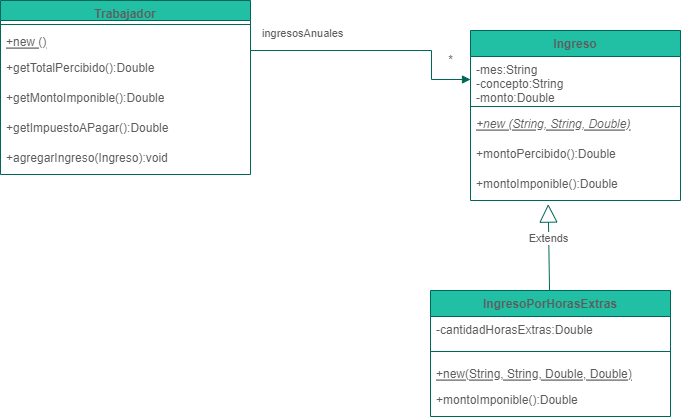 Trabajador
+new ()
+getTotalPercibido():Double
+getMontoImponible():Double
+getImpuestoAPagar():Double
+agregarIngreso(Ingreso):void
ingresosAnuales
*
Ingreso
-mes:String
-concepto:String
-monto:Double
+new (String, String, Double)
+montoPercibido():Double
+montoImponible():Double
Extends
IngresoPorHorasExtras
-cantidadHorasExtras:Double
+new(String, String, Double, Double)
+montoImponible():Double